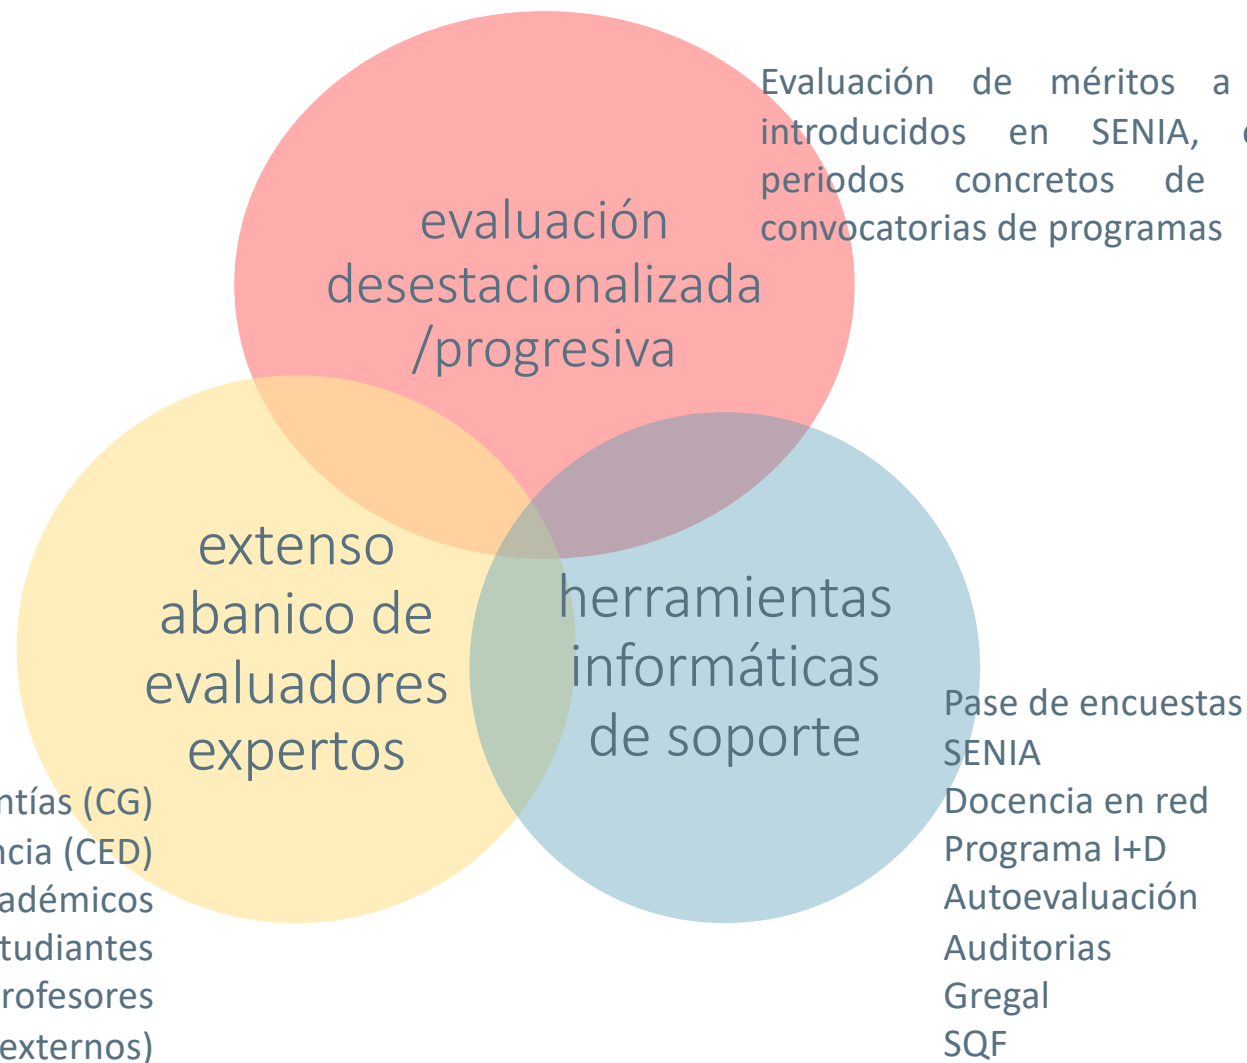 Evaluación de méritos a
introducidos en SENIA,
periodos concretos de
convocatorias de programas
evaluación
desestacionalizada
/progresiva
extenso
abanico de
evaluadores
expertos
herramientas
informáticas
de soporte
Pase de encuestas
SENIA
Docencia en red
Programa I+D
Autoevaluación
Auditorias
Gregal
SQF
ntías (CG)
ncia (CED)
adémicos
tudiantes
rofesores
externos)